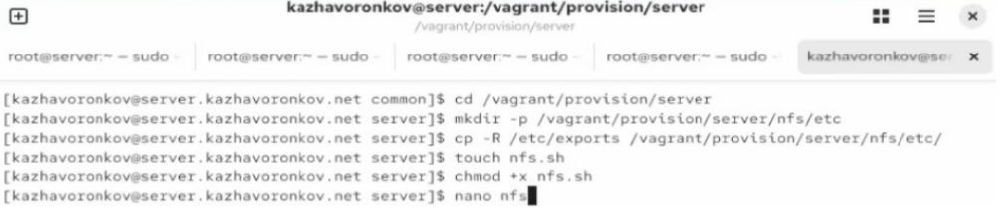 kazhavoronkov@server:/vagrant/provision/server
/vagrant/provision/server
root@server:~ — sudo root@server:~ — sudo root@server:~ — sudo root@server:~ — sudo kazhavoronkov@se
[kazhavoronkov@server.kazhavoronkov.net common]$ cd /vagrant/provision/server
[kazhavoronkov@server.kazhavoronkov.net server]$ mkdir -p /vagrant/provision/server/nfs/etc
[kazhavoronkov@server.kazhavoronkov.net server]$ cp -R /etc/exports /vagrant/provision/server/nfs/etc/
[kazhavoronkov@server.kazhavoronkov.net server]$ touch nfs.sh
[kazhavoronkov@server.kazhavoronkov.net server]$ chmod +x nfs.sh
[kazhavoronkov@server.kazhavoronkov.net server]$ nano nfs